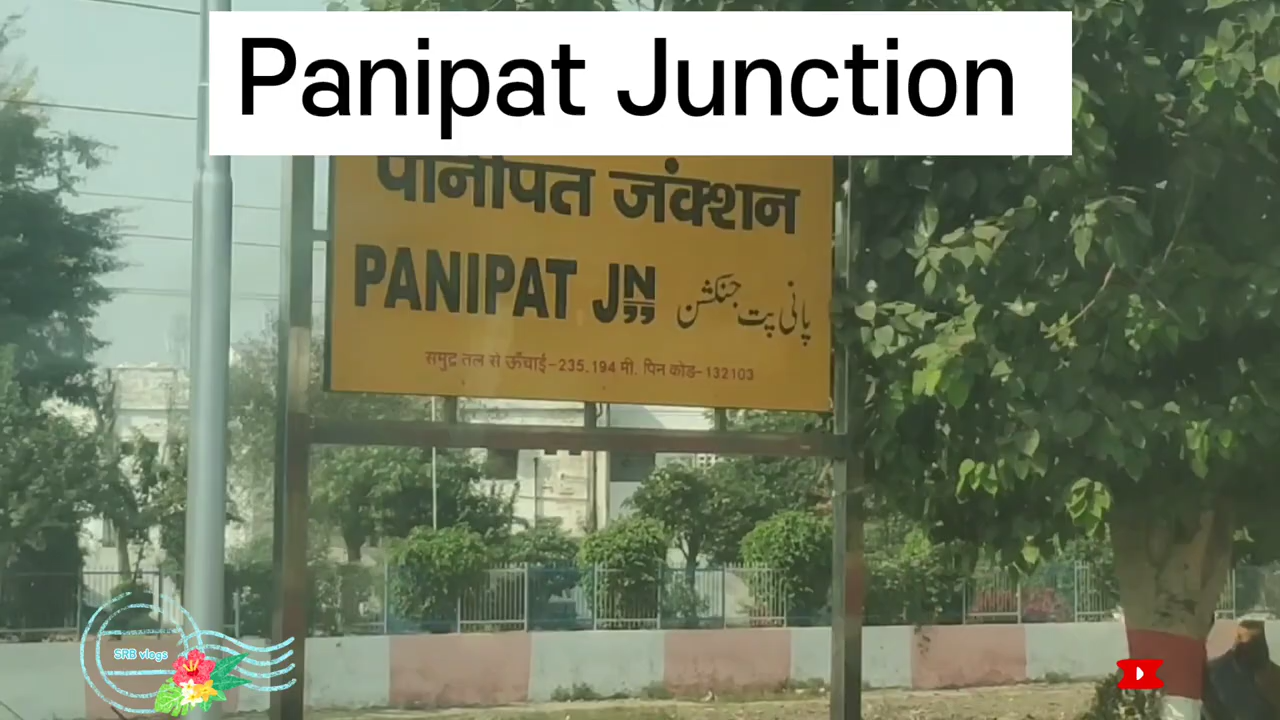 Panipat Junction
पानीपत जंक्शन
PANIPAT JN
پانی پت جنکشن
समुद्र तल से ऊँचाई-235.194 मी. पिन कोड-132103
SRB vlogs